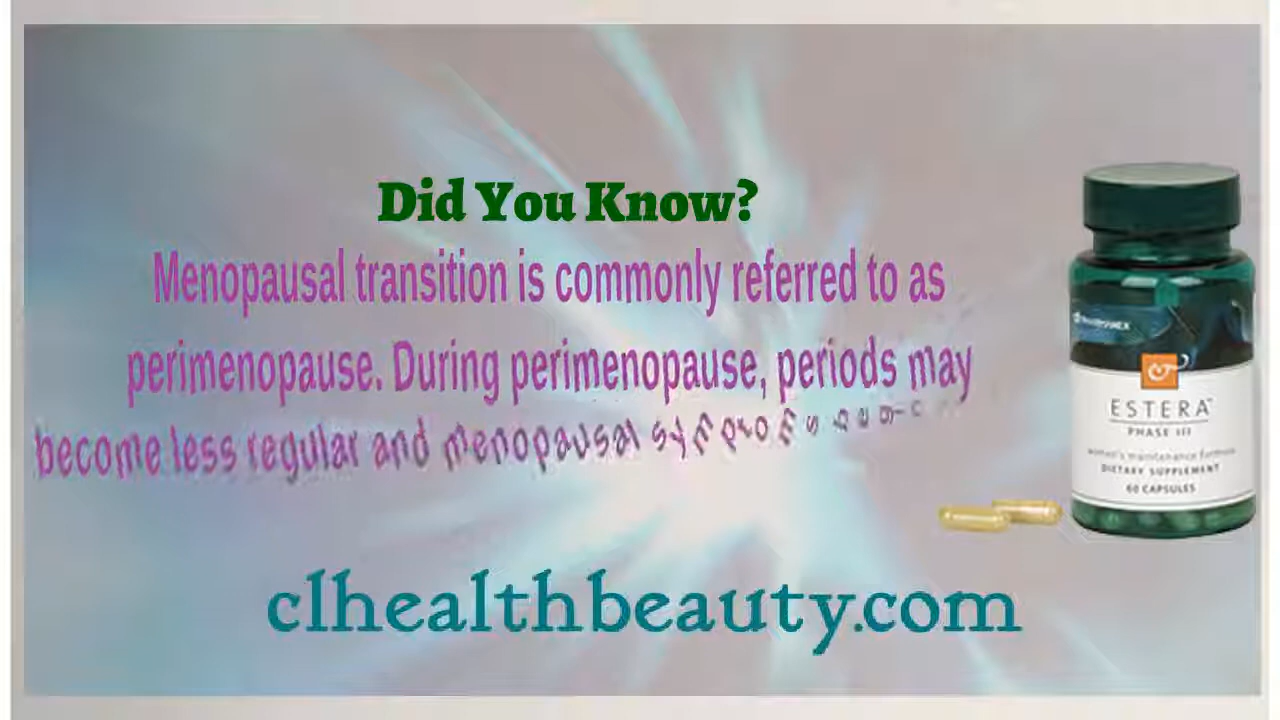 Did You Know?
Menopausal transition is commonly referred to as
perimenopause. During perimenopause, periods may
become less regular and menopausal
ESTERA™
PHASE III
women's maintenance formula
DIETARY SUPPLEMENT
60 CAPSULES
clhealthbeauty.com